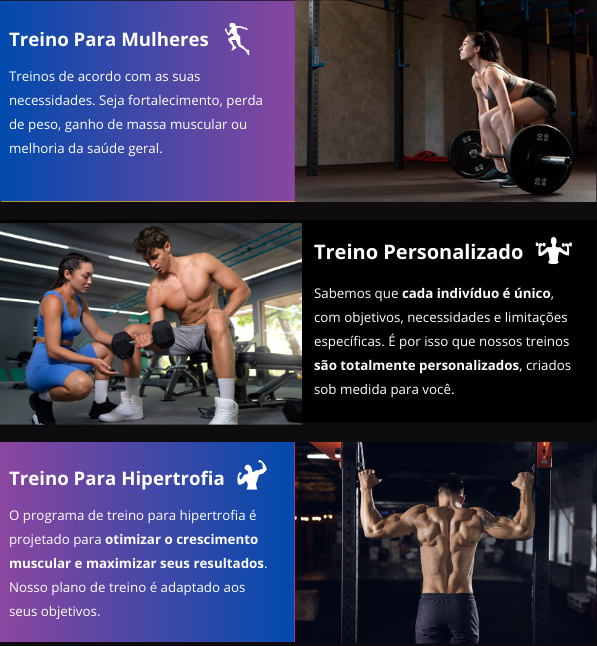 Treino Para Mulheres
Treinos de acordo com as suas
necessidades. Seja fortalecimento, perda
de peso, ganho de massa muscular ou
melhoria da saúde geral.
20 KG
Treino Personalizado
Sabemos que cada indivíduo é único,
com objetivos, necessidades e limitações
específicas. É por isso que nossos treinos
são totalmente personalizados, criados
sob medida para você.
Treino Para Hipertrofia
O programa de treino para hipertrofia é
projetado para otimizar o crescimento
muscular e maximizar seus resultados.
Nosso plano de treino é adaptado aos
seus objetivos.